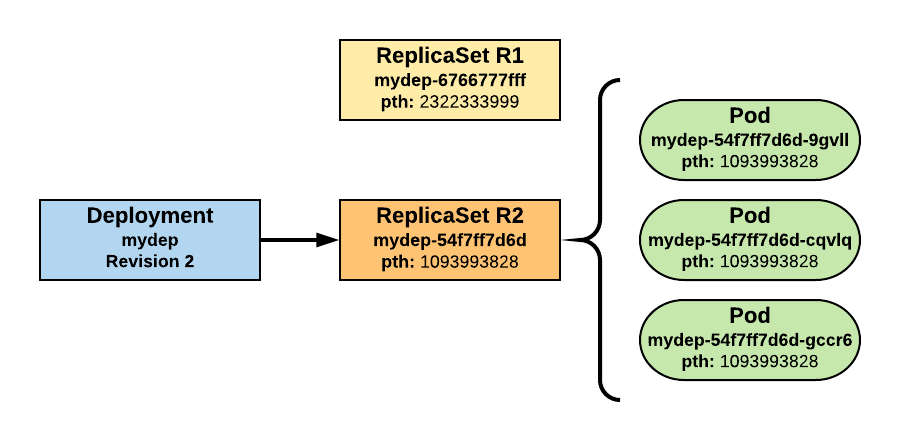 ReplicaSet R1
mydep-6766777fff
pth: 2322333999
Deployment
mydep
Revision 2
ReplicaSet R2
mydep-54f7ff7d6d
pth: 1093993828
Pod
mydep-54f7ff7d6d-9gvll
pth: 1093993828
Pod
mydep-54f7ff7d6d-cqvlq
pth: 1093993828
Pod
mydep-54f7ff7d6d-gccr6
pth: 1093993828